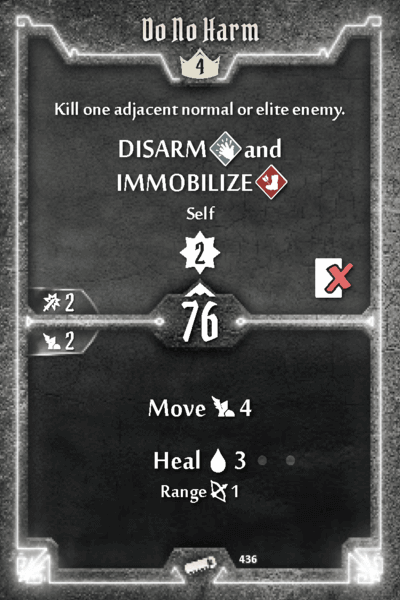 Do No Harm
4
Kill one adjacent normal or elite enemy.
DISARM and
IMMOBILIZE
Self
2
2
76
2
Move 4
Heal 3
Range 1
436